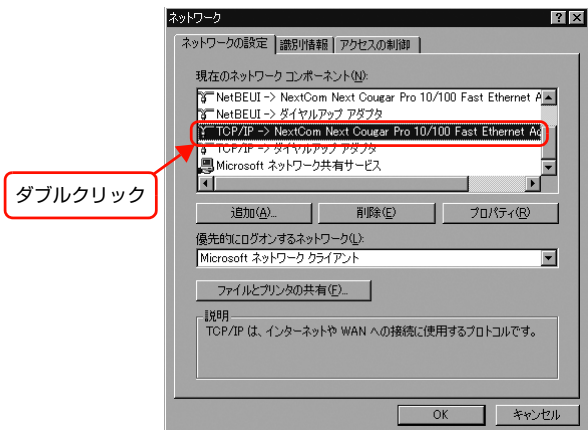 ネットワーク
ネットワークの設定 識別情報 アクセスの制御
現在のネットワーク コンポーネント(N):
NetBEUI -> NextCom Next Cougar Pro 10/100 Fast Ethernet A
NetBEUI -> ダイヤルアップ アダプタ
TCP/IP -> NextCom Next Cougar Pro 10/100 Fast Ethernet Ad
TCP/IP -> ダイヤルアップ アダプタ
Microsoft ネットワーク共有サービス
ダブルクリック
追加(A)... 削除(E) プロパティ(R)
優先的にログオンするネットワーク(L):
Microsoft ネットワーク クライアント
ファイルとプリンタの共有(F)...
説明
TCP/IP は、インターネットや WAN への接続に使用するプロトコルです。
OK キャンセル